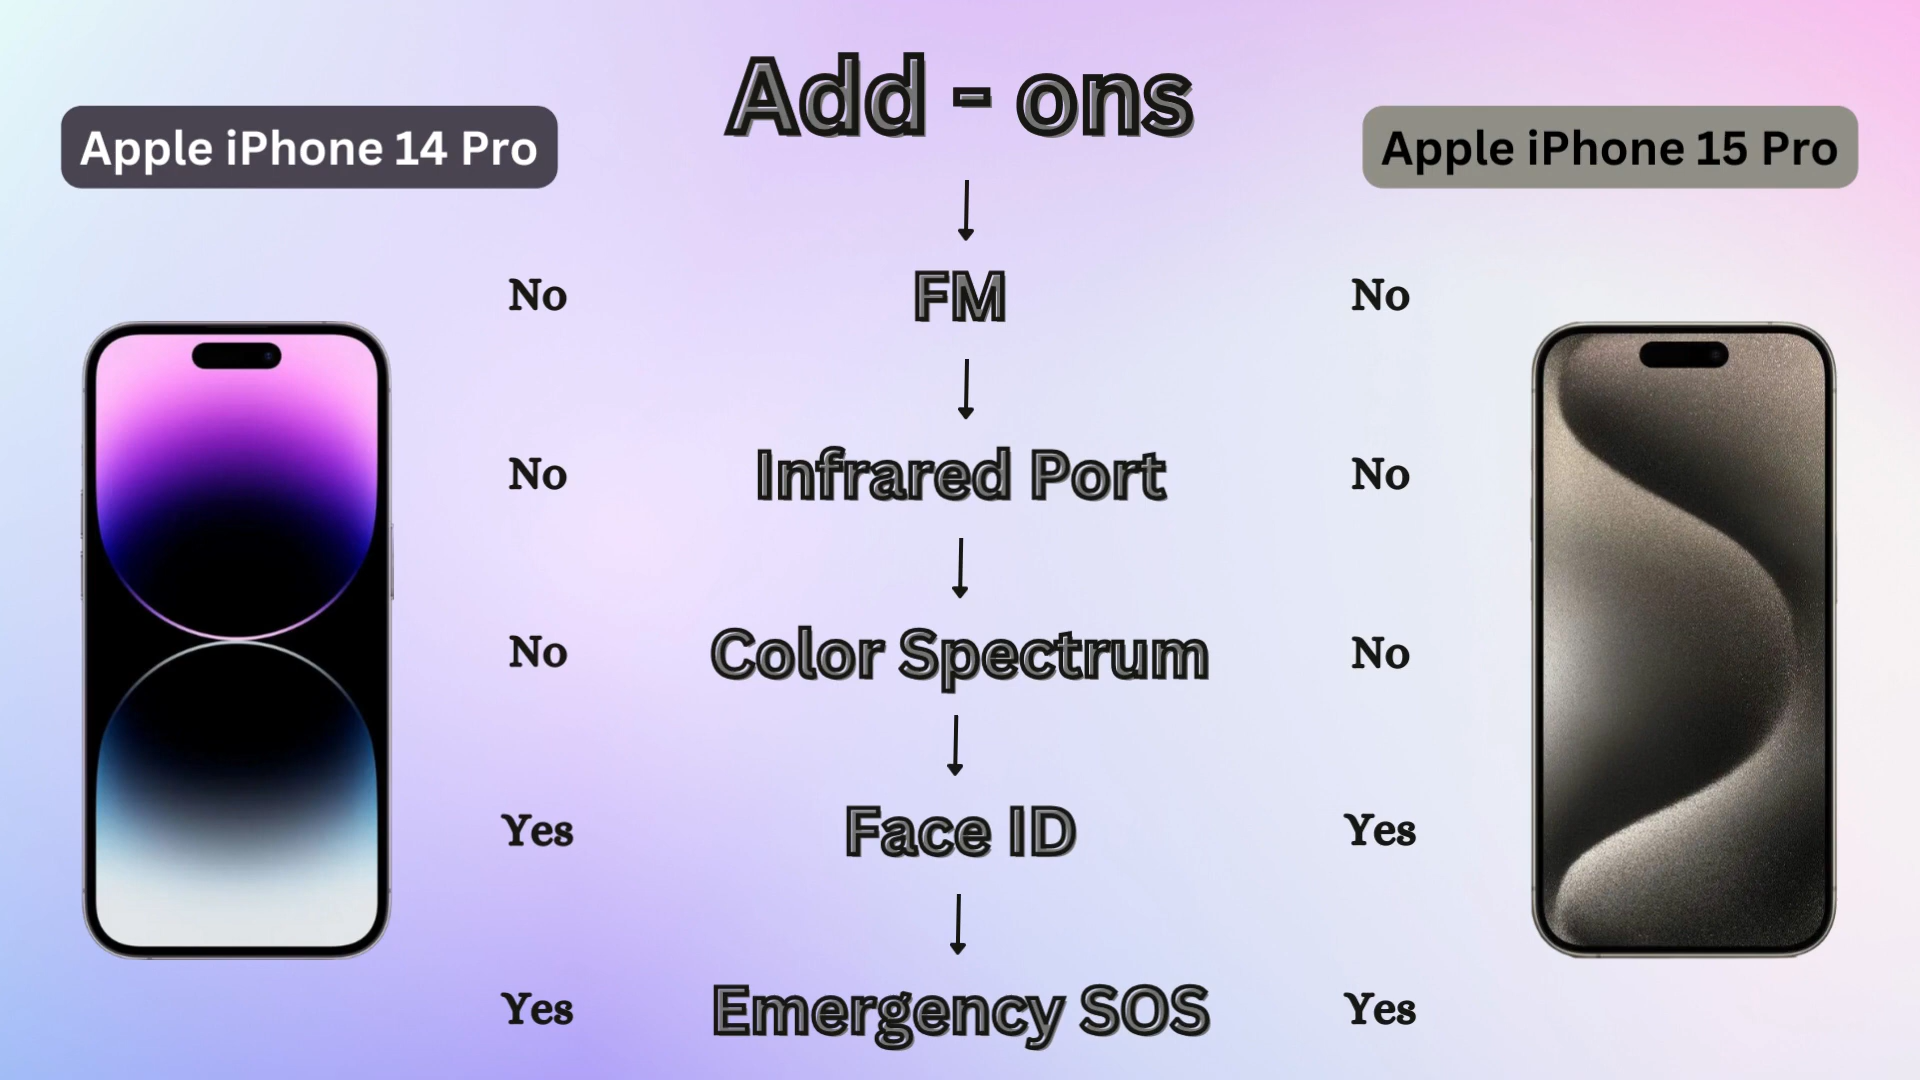 Add - ons
Apple iPhone 14 Pro
Apple iPhone 15 Pro
No
FM
No
No
Infrared Port
No
No
Color Spectrum
No
Yes
Face ID
Yes
Yes
Emergency SOS
Yes